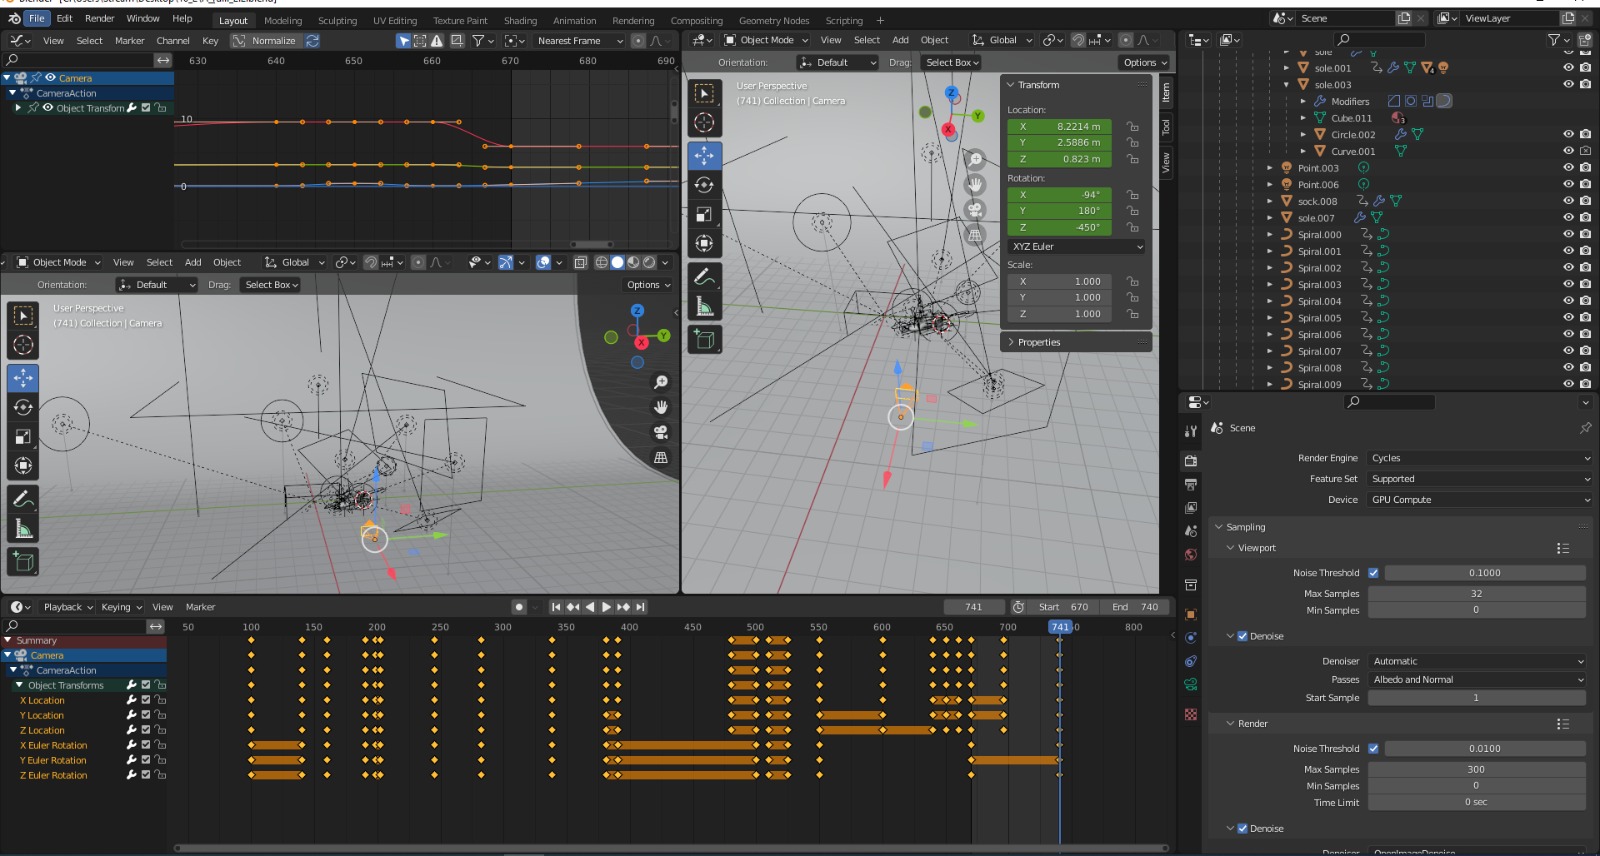 File Edit Render Window Help Layout Modeling Sculpting UV Editing Texture Paint Shading Animation Rendering Compositing Geometry Nodes Scripting + Scene ViewLayer
View Select Marker Channel Key Normalize Nearest Frame
630 640 650 660 670 680 690
Camera
CameraAction
Object Transform
10
0
Object Mode View Select Add Object Global
Orientation: Default Drag: Select Box Options
User Perspective
(741) Collection | Camera
Z
Y
X
Transform
Location:
X 8.2214 m
Y 2.5886 m
Z 0.823 m
Rotation:
X -94°
Y 180°
Z -450°
XYZ Euler
Scale:
X 1.000
Y 1.000
Z 1.000
Properties
Item
Tool
View
Object Mode View Select Add Object Global
Orientation: Default Drag: Select Box Options
User Perspective
(741) Collection | Camera
Z
Y
X
sole
sole.001
sole.003
Modifiers
Cube.011
Circle.002
Curve.001
Point.003
Point.006
sock.008
sole.007
Spiral.000
Spiral.001
Spiral.002
Spiral.003
Spiral.004
Spiral.005
Spiral.006
Spiral.007
Spiral.008
Spiral.009
Scene
Render Engine Cycles
Feature Set Supported
Device GPU Compute
Sampling
Viewport
Noise Threshold 0.1000
Max Samples 32
Min Samples 0
Denoise
Denoiser Automatic
Passes Albedo and Normal
Start Sample 1
Render
Noise Threshold 0.0100
Max Samples 300
Min Samples 0
Time Limit 0 sec
Denoise
Playback Keying View Marker 741 Start 670 End 740
50 100 150 200 250 300 350 400 450 500 550 600 650 700 741 800
Summary
Camera
CameraAction
Object Transforms
X Location
Y Location
Z Location
X Euler Rotation
Y Euler Rotation
Z Euler Rotation